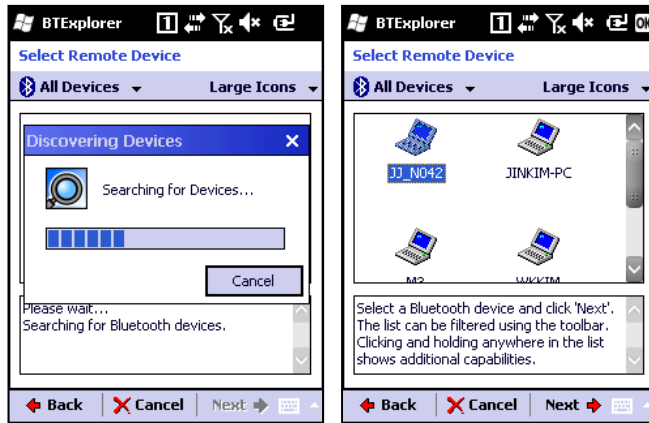 BTExplorer
Select Remote Device
All Devices Large Icons
Discovering Devices
Searching for Devices...
Cancel
Please wait...
Searching for Bluetooth devices.
Back Cancel Next
BTExplorer
OK
Select Remote Device
All Devices Large Icons
JJ_N042 JINKIM-PC
M3 WKKIM
Select a Bluetooth device and click 'Next'.
The list can be filtered using the toolbar.
Clicking and holding anywhere in the list
shows additional capabilities.
Back Cancel Next